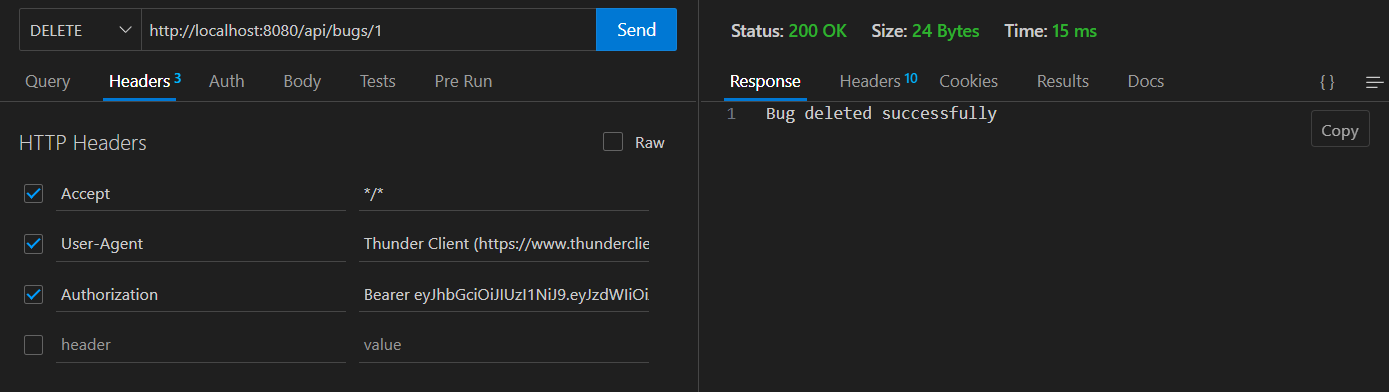 DELETE http://localhost:8080/api/bugs/1 Send
Query Headers 3 Auth Body Tests Pre Run
HTTP Headers Raw
Accept */*
User-Agent Thunder Client (https://www.thunderclie
Authorization Bearer eyJhbGciOiJIUzI1NiJ9.eyJzdWIiOi
header value
Status: 200 OK Size: 24 Bytes Time: 15 ms
Response Headers 10 Cookies Results Docs { }
1 Bug deleted successfully
Copy